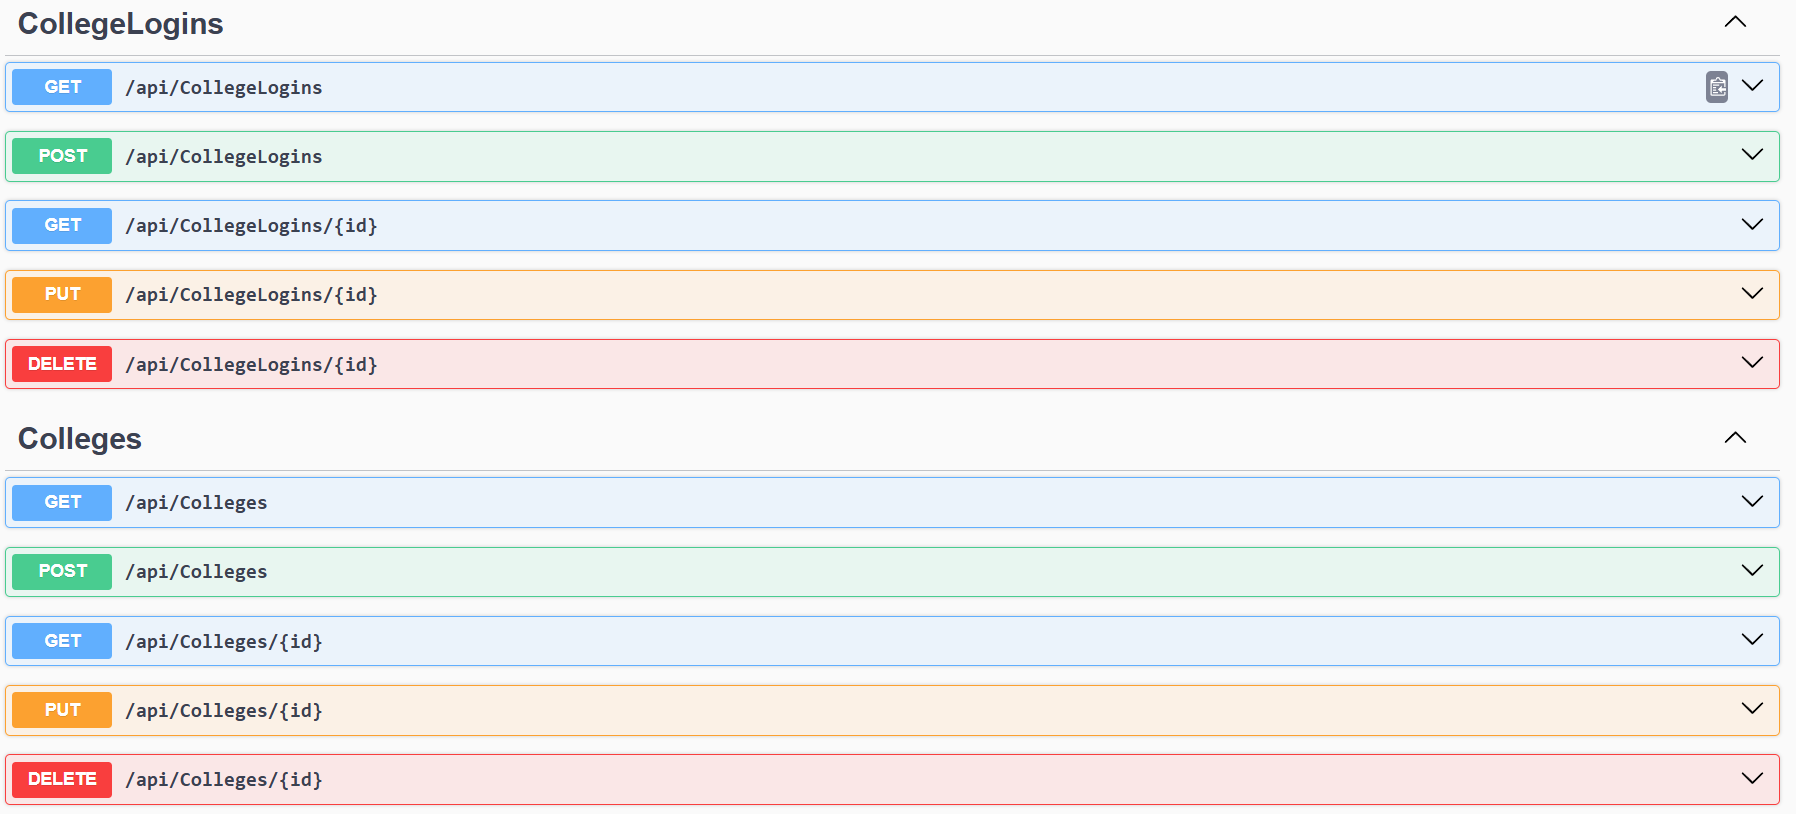 CollegeLogins
GET /api/CollegeLogins
POST /api/CollegeLogins
GET /api/CollegeLogins/{id}
PUT /api/CollegeLogins/{id}
DELETE /api/CollegeLogins/{id}
Colleges
GET /api/Colleges
POST /api/Colleges
GET /api/Colleges/{id}
PUT /api/Colleges/{id}
DELETE /api/Colleges/{id}